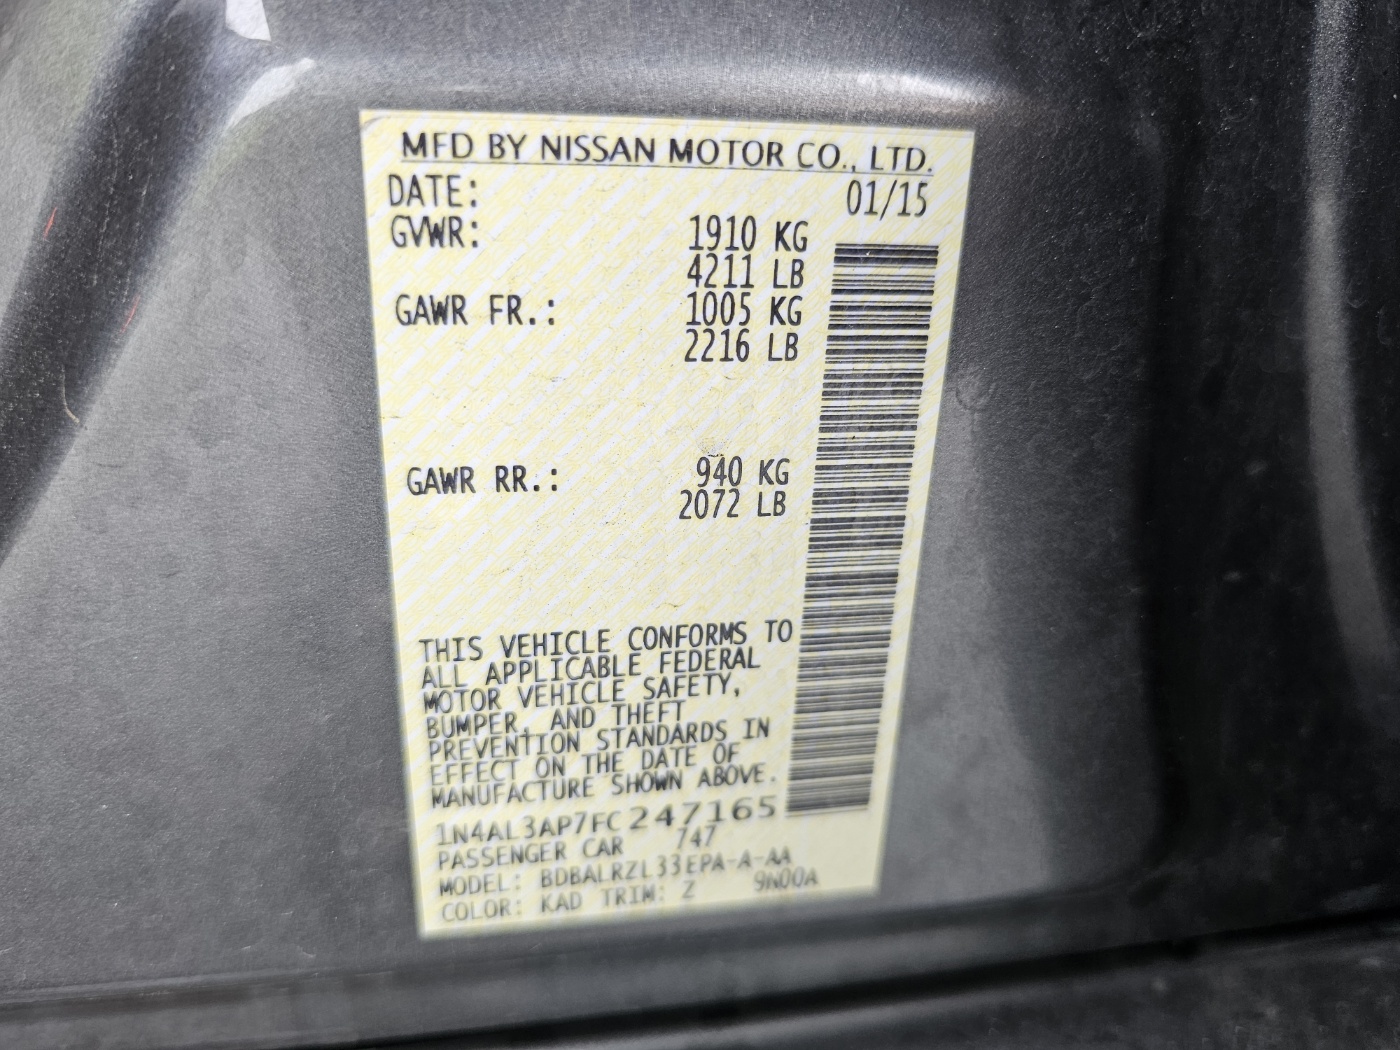 MFD BY NISSAN MOTOR CO., LTD.
DATE: 01/15
GVWR: 1910 KG
4211 LB
GAWR FR.: 1005 KG
2216 LB
GAWR RR.: 940 KG
2072 LB
THIS VEHICLE CONFORMS TO
ALL APPLICABLE FEDERAL
MOTOR VEHICLE SAFETY,
BUMPER, AND THEFT
PREVENTION STANDARDS IN
EFFECT ON THE DATE OF
MANUFACTURE SHOWN ABOVE.
1N4AL3AP7FC247165
PASSENGER CAR 747
MODEL: BDBALRZL33EPA-A-AA
COLOR: KAD TRIM: Z 9N00A